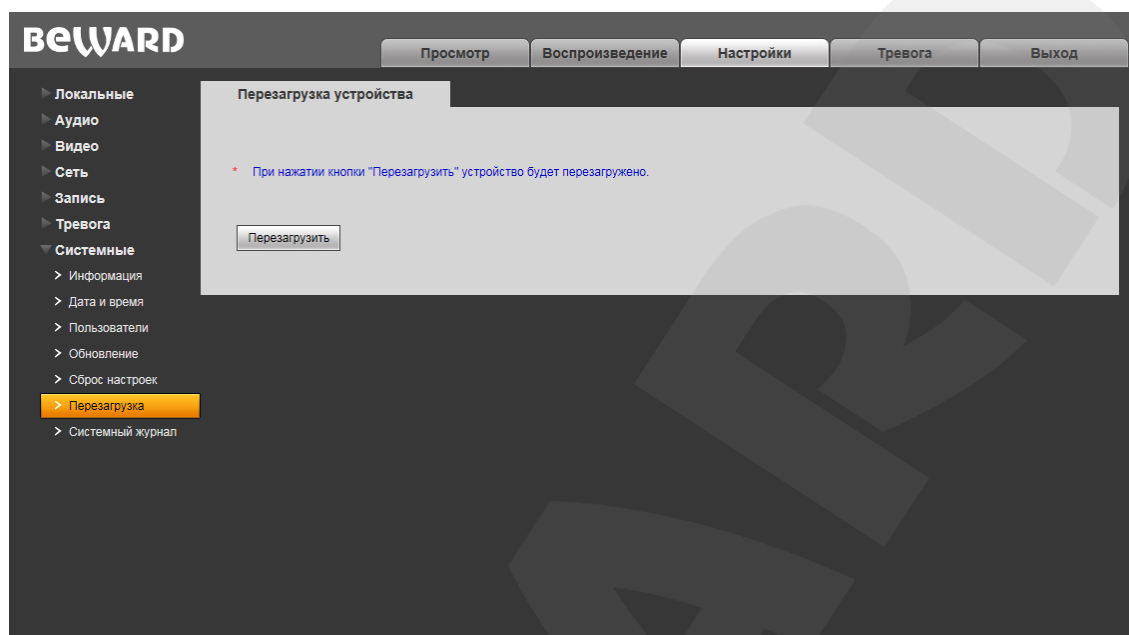 BEWARD
Просмотр Воспроизведение Настройки Тревога Выход
Локальные
Аудио
Видео
Сеть
Запись
Тревога
Системные
Информация
Дата и время
Пользователи
Обновление
Сброс настроек
Перезагрузка
Системный журнал
Перезагрузка устройства
* При нажатии кнопки "Перезагрузить" устройство будет перезагружено.
Перезагрузить